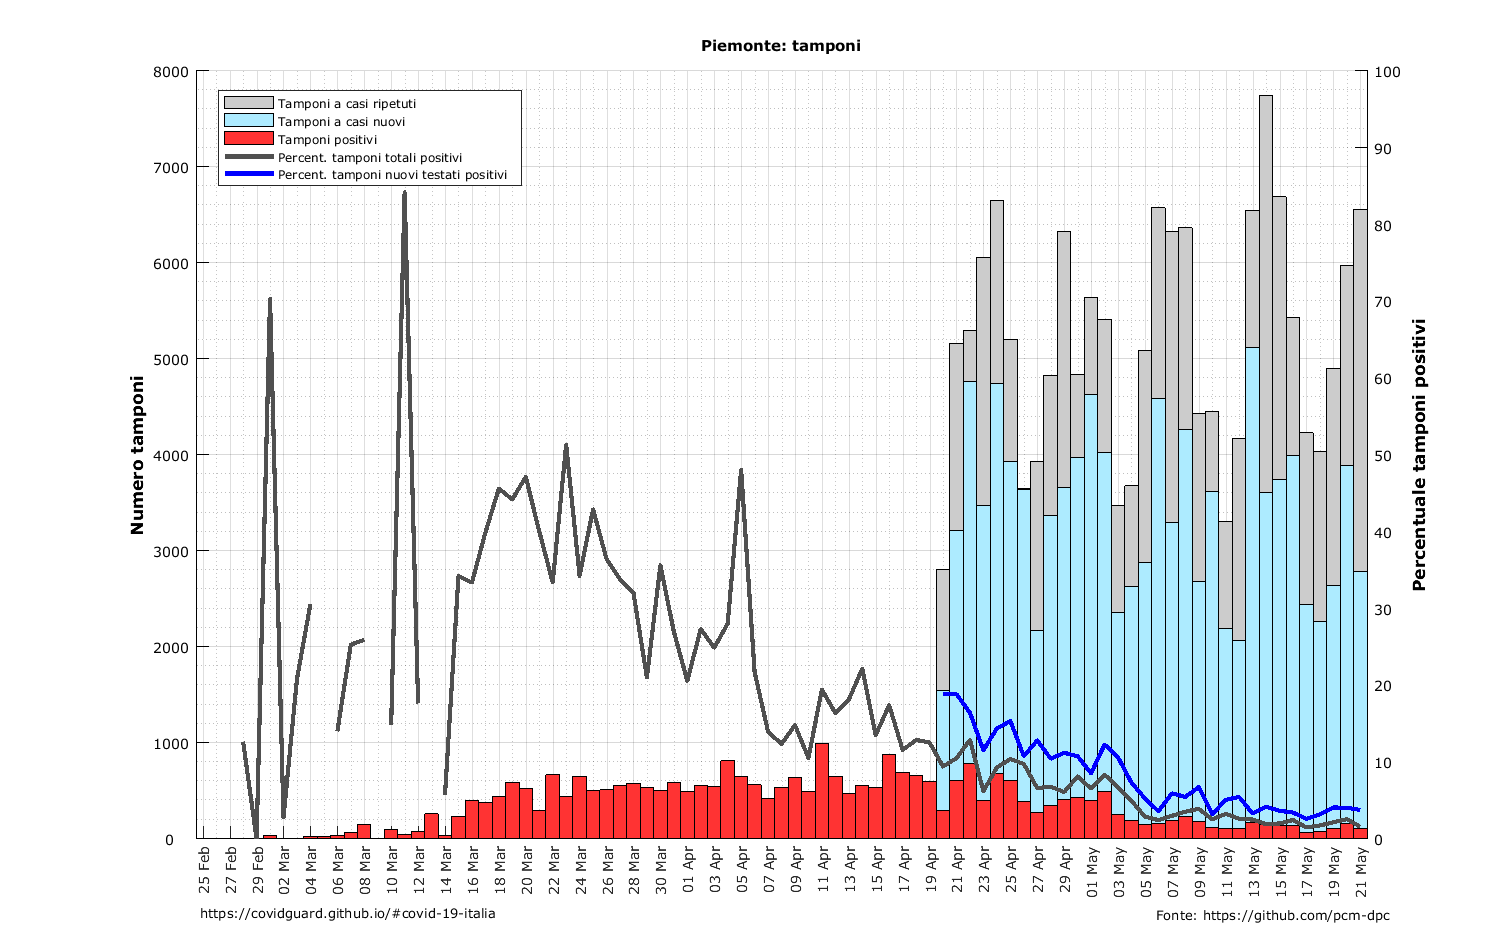 Piemonte: tamponi
8000
7000
6000
5000
4000
3000
2000
1000
0
Numero tamponi
Tamponi a casi ripetuti
Tamponi a casi nuovi
Tamponi positivi
Percent. tamponi totali positivi
Percent. tamponi nuovi testati positivi
100
90
80
70
60
50
40
30
20
10
0
Percentuale tamponi positivi
25 Feb
27 Feb
29 Feb
02 Mar
04 Mar
06 Mar
08 Mar
10 Mar
12 Mar
14 Mar
16 Mar
18 Mar
20 Mar
22 Mar
24 Mar
26 Mar
28 Mar
30 Mar
01 Apr
03 Apr
05 Apr
07 Apr
09 Apr
11 Apr
13 Apr
15 Apr
17 Apr
19 Apr
21 Apr
23 Apr
25 Apr
27 Apr
29 Apr
01 May
03 May
05 May
07 May
09 May
11 May
13 May
15 May
17 May
19 May
21 May
https://covidguard.github.io/#covid-19-italia
Fonte: https://github.com/pcm-dpc